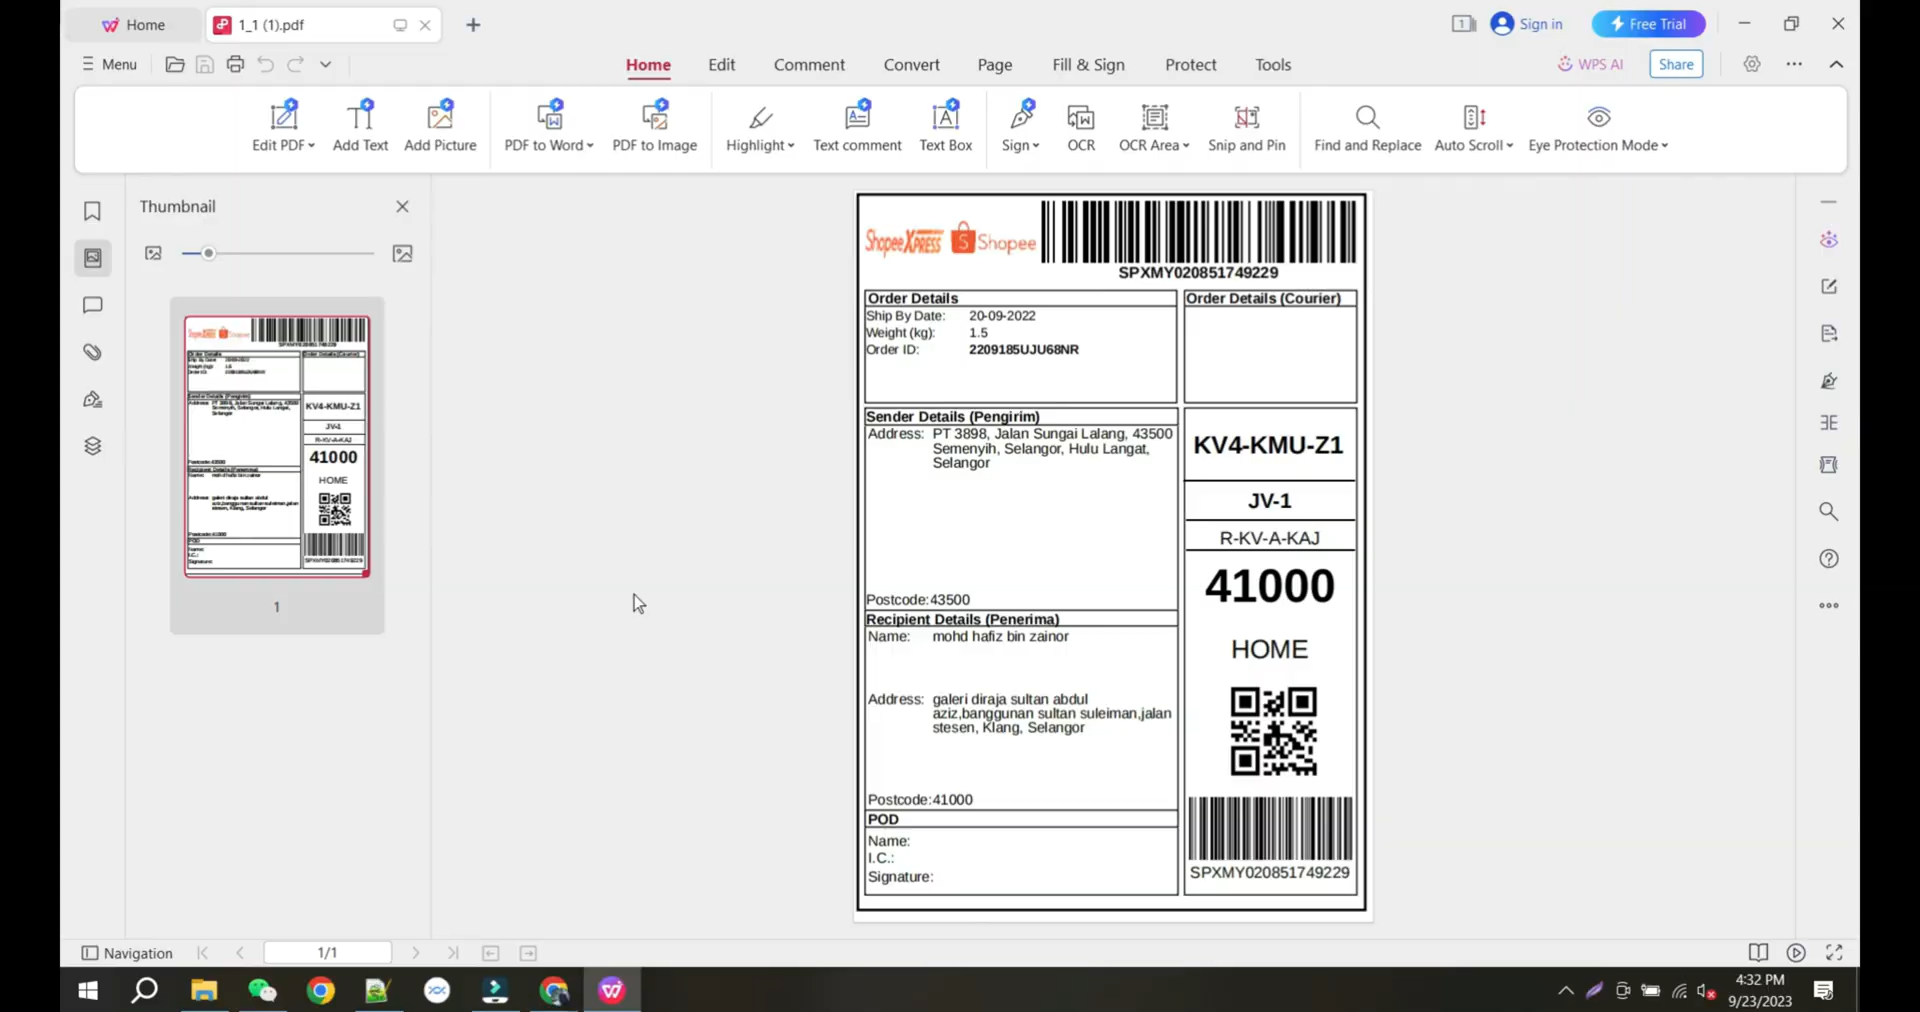 Home
1_1 (1).pdf
1
Sign in
Free Trial
Menu
Home
Edit
Comment
Convert
Page
Fill & Sign
Protect
Tools
WPS AI
Share
Edit PDF
Add Text
Add Picture
PDF to Word
PDF to Image
Highlight
Text comment
Text Box
Sign
OCR
OCR Area
Snip and Pin
Find and Replace
Auto Scroll
Eye Protection Mode
Thumbnail
1
ShopeeXPRESS
Shopee
SPXMY020851749229
Order Details
Ship By Date: 20-09-2022
Weight (kg): 1.5
Order ID: 2209185UJU68NR
Order Details (Courier)
Sender Details (Pengirim)
Address: PT 3898, Jalan Sungai Lalang, 43500
Semenyih, Selangor, Hulu Langat,
Selangor
Postcode:43500
Recipient Details (Penerima)
Name: mohd hafiz bin zainor
Address: galeri diraja sultan abdul
aziz,banggunan sultan suleiman,jalan
stesen, Klang, Selangor
Postcode:41000
POD
Name:
I.C.:
Signature:
KV4-KMU-Z1
JV-1
R-KV-A-KAJ
41000
HOME
SPXMY020851749229
Navigation
1/1
4:32 PM
9/23/2023